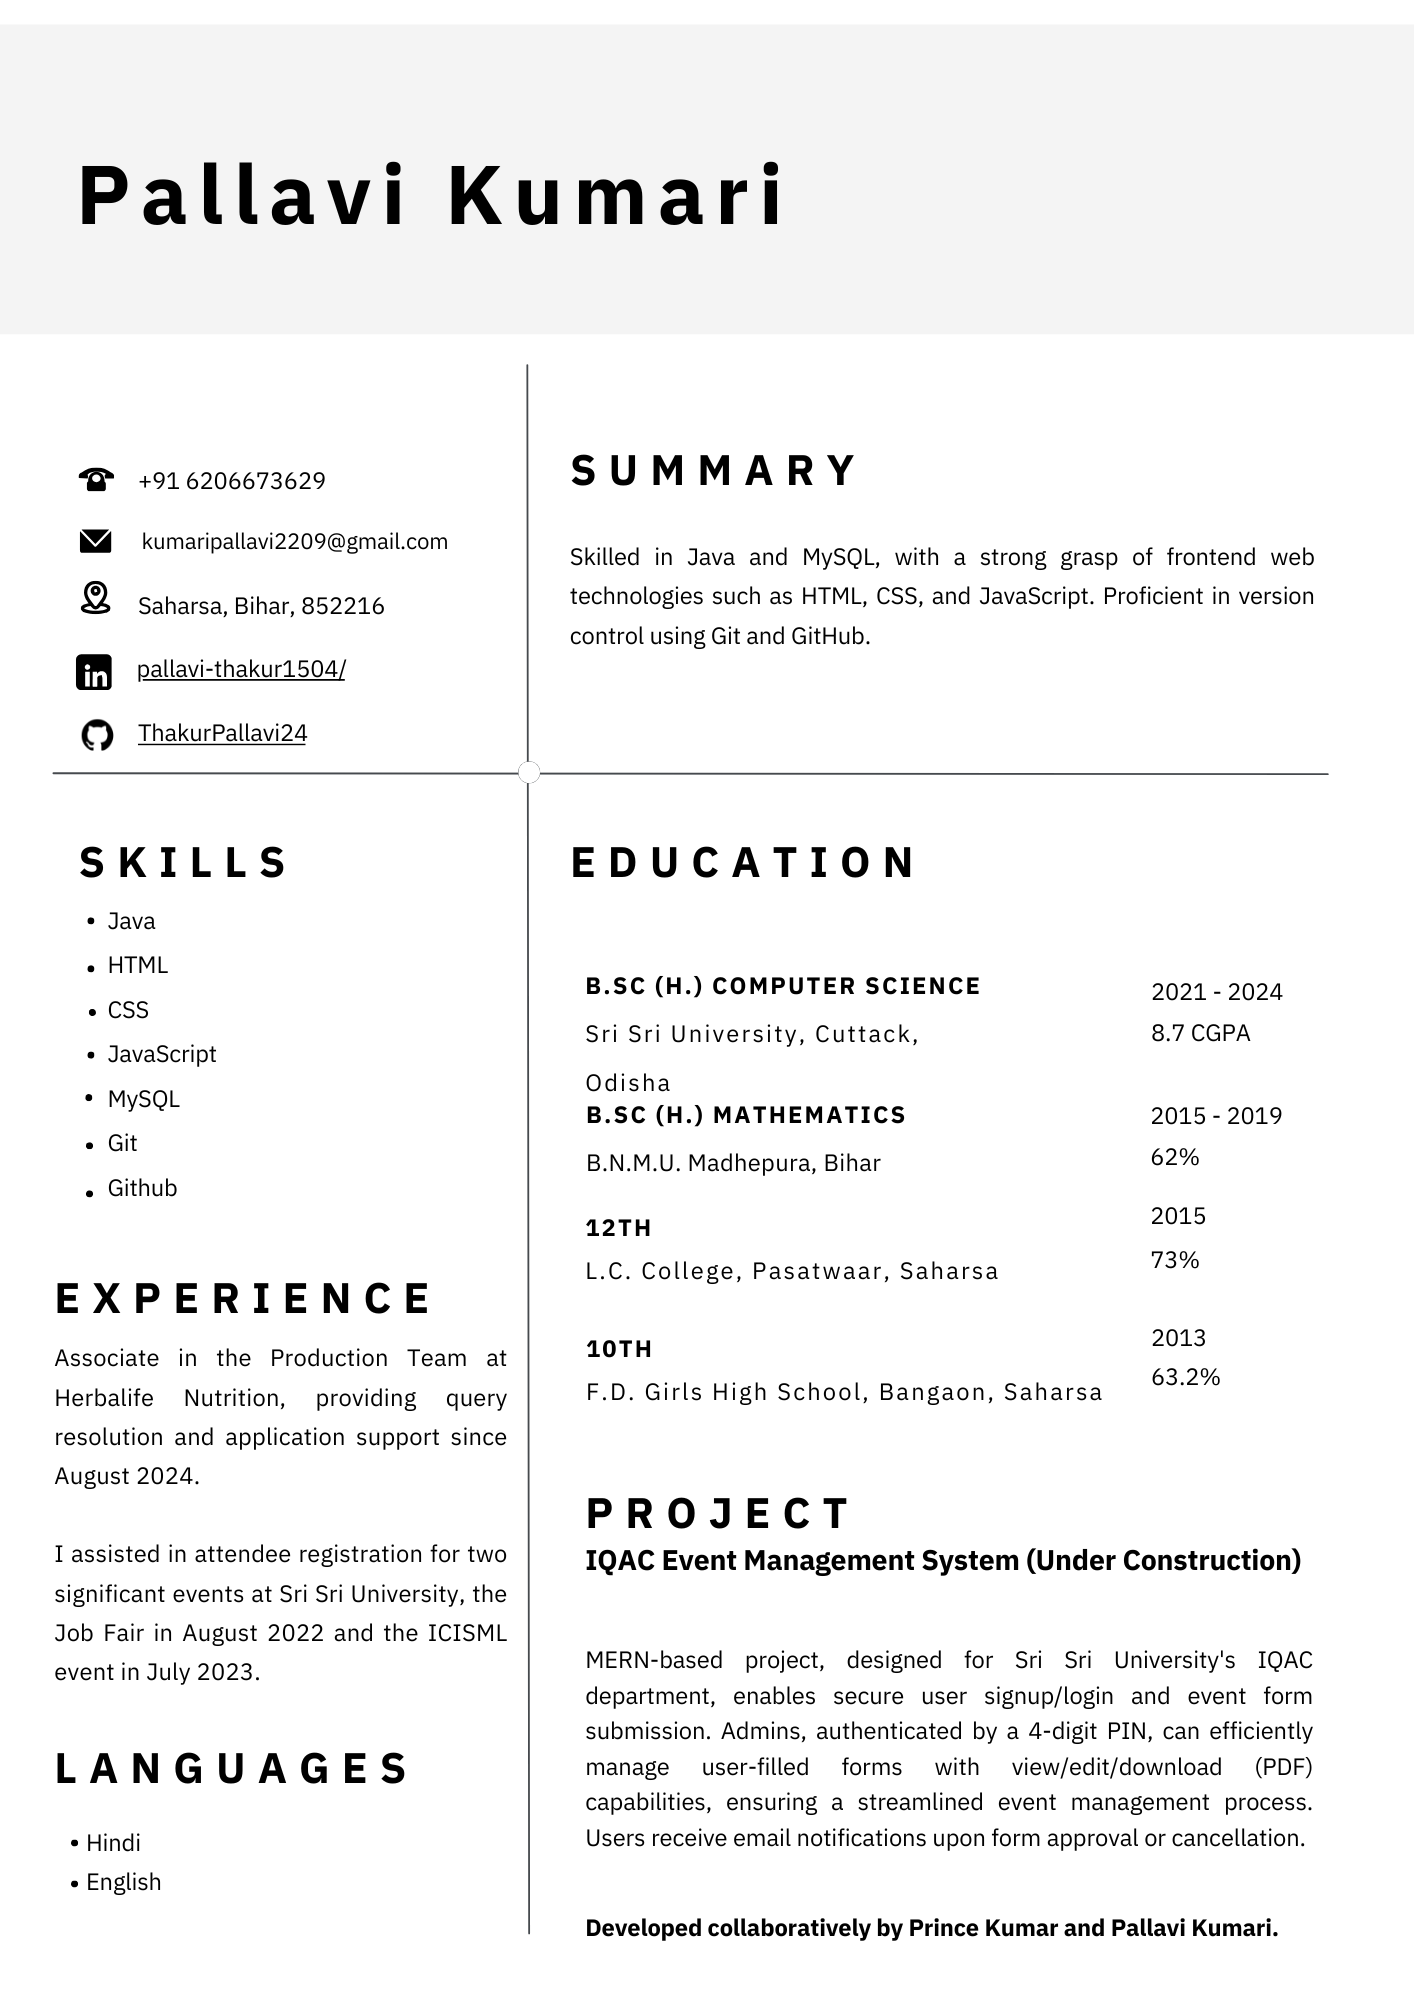 Pallavi Kumari
+91 6206673629
kumaripallavi2209@gmail.com
Saharsa, Bihar, 852216
pallavi-thakur1504/
ThakurPallavi24
SUMMARY
Skilled in Java and MySQL, with a strong grasp of frontend web
technologies such as HTML, CSS, and JavaScript. Proficient in version
control using Git and GitHub.
SKILLS
• Java
• HTML
• CSS
• JavaScript
• MySQL
• Git
• Github
EXPERIENCE
Associate in the Production Team at
Herbalife Nutrition, providing query
resolution and application support since
August 2024.
I assisted in attendee registration for two
significant events at Sri Sri University, the
Job Fair in August 2022 and the ICISML
event in July 2023.
LANGUAGES
• Hindi
• English
EDUCATION
B.SC (H.) COMPUTER SCIENCE
2021 - 2024
Sri Sri University, Cuttack,
8.7 CGPA
Odisha
B.SC (H.) MATHEMATICS
2015 - 2019
B.N.M.U. Madhepura, Bihar
62%
12TH
2015
L.C. College, Pasatwaar, Saharsa
73%
10TH
2013
F.D. Girls High School, Bangaon, Saharsa
63.2%
PROJECT
IQAC Event Management System (Under Construction)
MERN-based project, designed for Sri Sri University's IQAC
department, enables secure user signup/login and event form
submission. Admins, authenticated by a 4-digit PIN, can efficiently
manage user-filled forms with view/edit/download (PDF)
capabilities, ensuring a streamlined event management process.
Users receive email notifications upon form approval or cancellation.
Developed collaboratively by Prince Kumar and Pallavi Kumari.